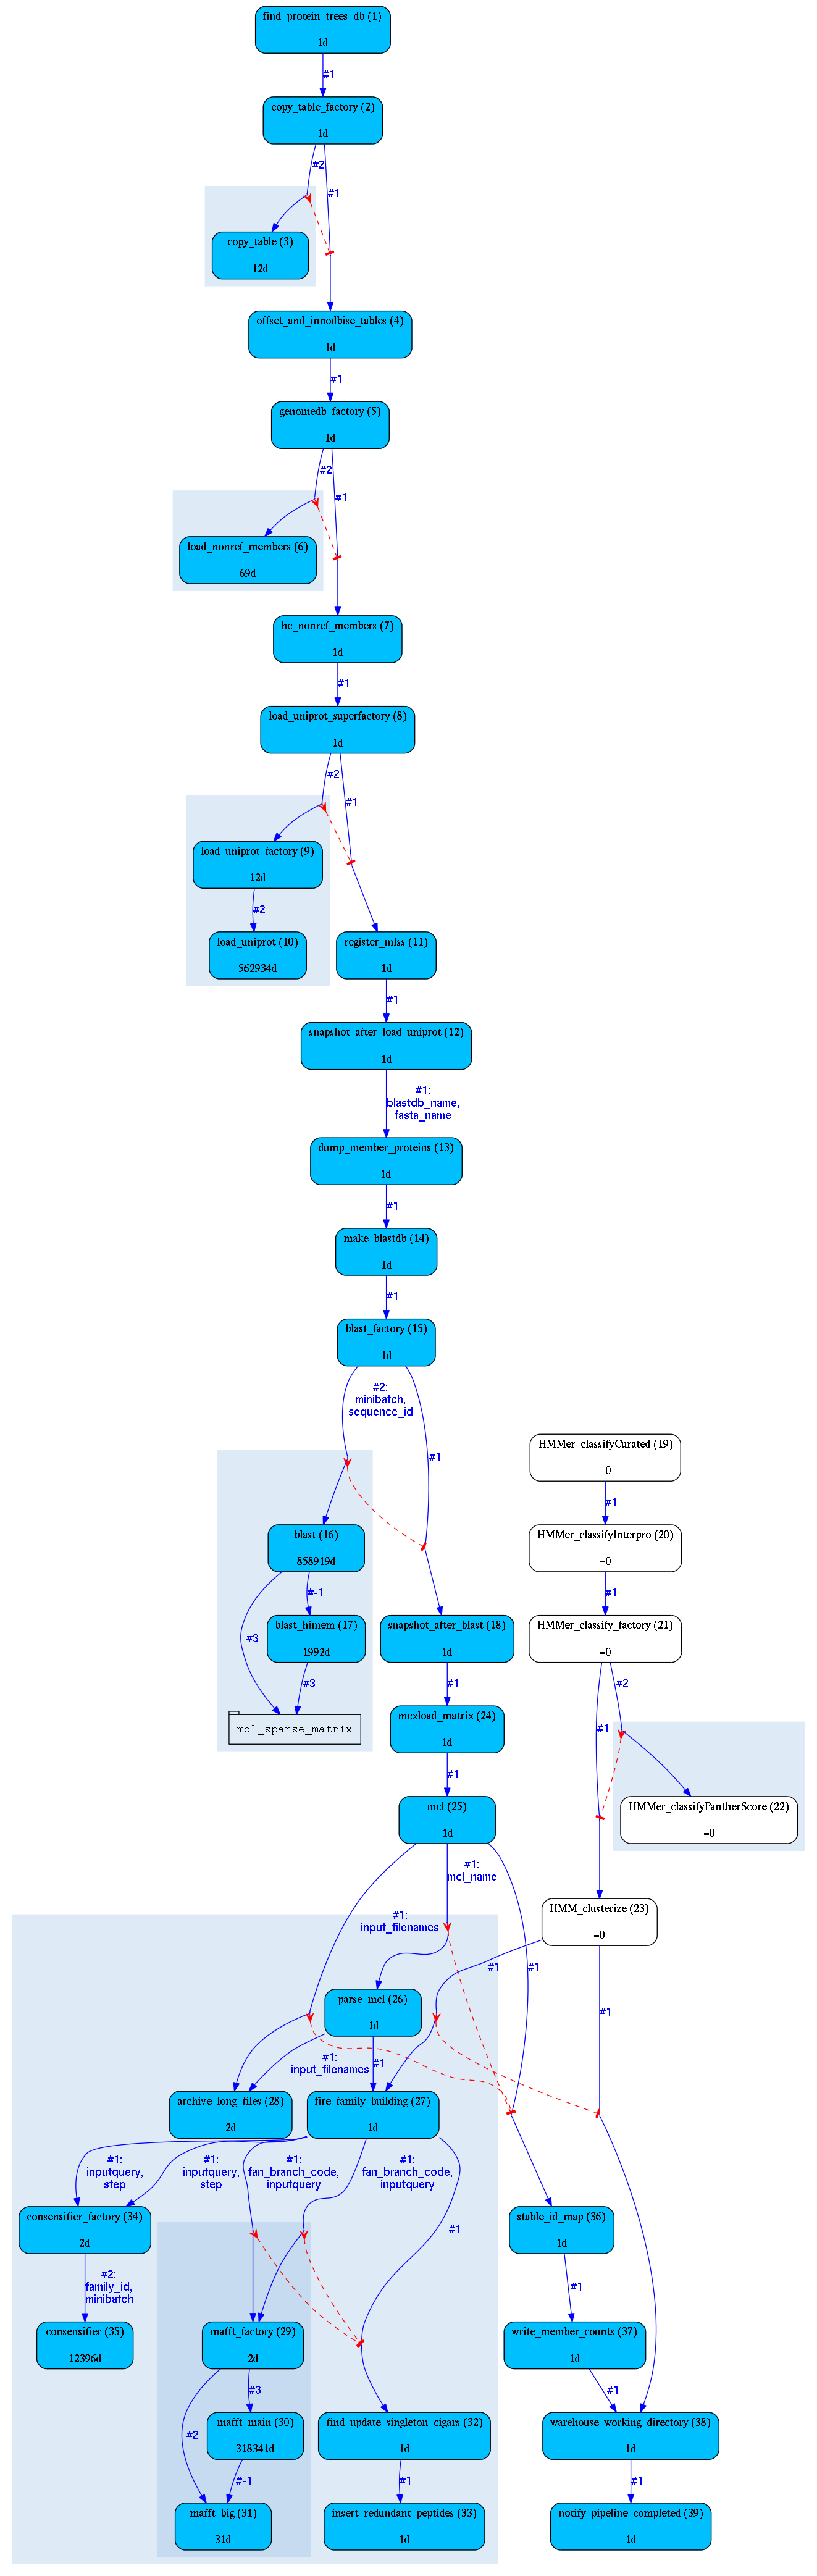 find_protein_trees_db (1)
1d
#1
copy_table_factory (2)
1d
#2
#1
copy_table (3)
12d
offset_and_innodbise_tables (4)
1d
#1
genomedb_factory (5)
1d
#2
#1
load_nonref_members (6)
69d
hc_nonref_members (7)
1d
#1
load_uniprot_superfactory (8)
1d
#2
#1
load_uniprot_factory (9)
12d
#2
load_uniprot (10)
562934d
register_mlss (11)
1d
#1
snapshot_after_load_uniprot (12)
1d
#1:
blastdb_name,
fasta_name
dump_member_proteins (13)
1d
#1
make_blastdb (14)
1d
#1
blast_factory (15)
1d
#2:
minibatch,
sequence_id
#1
HMMer_classifyCurated (19)
=0
#1
blast (16)
858919d
HMMer_classifyInterpro (20)
=0
#-1
#1
#3
blast_himem (17)
1992d
snapshot_after_blast (18)
1d
HMMer_classify_factory (21)
=0
#3
#1
#2
#1
mcl_sparse_matrix
mcxload_matrix (24)
1d
#1
mcl (25)
1d
HMMer_classifyPantherScore (22)
=0
#1:
mcl_name
#1:
input_filenames
HMM_clusterize (23)
=0
#1
#1
#1
parse_mcl (26)
1d
#1:
input_filenames
#1
archive_long_files (28)
2d
fire_family_building (27)
1d
#1:
inputquery,
step
#1:
inputquery,
step
#1:
fan_branch_code,
inputquery
#1:
fan_branch_code,
inputquery
#1
consensifier_factory (34)
2d
stable_id_map (36)
1d
#2:
family_id,
minibatch
#1
consensifier (35)
12396d
mafft_factory (29)
2d
write_member_counts (37)
1d
#3
#1
#2
mafft_main (30)
318341d
find_update_singleton_cigars (32)
1d
warehouse_working_directory (38)
1d
#-1
#1
#1
mafft_big (31)
31d
insert_redundant_peptides (33)
1d
notify_pipeline_completed (39)
1d